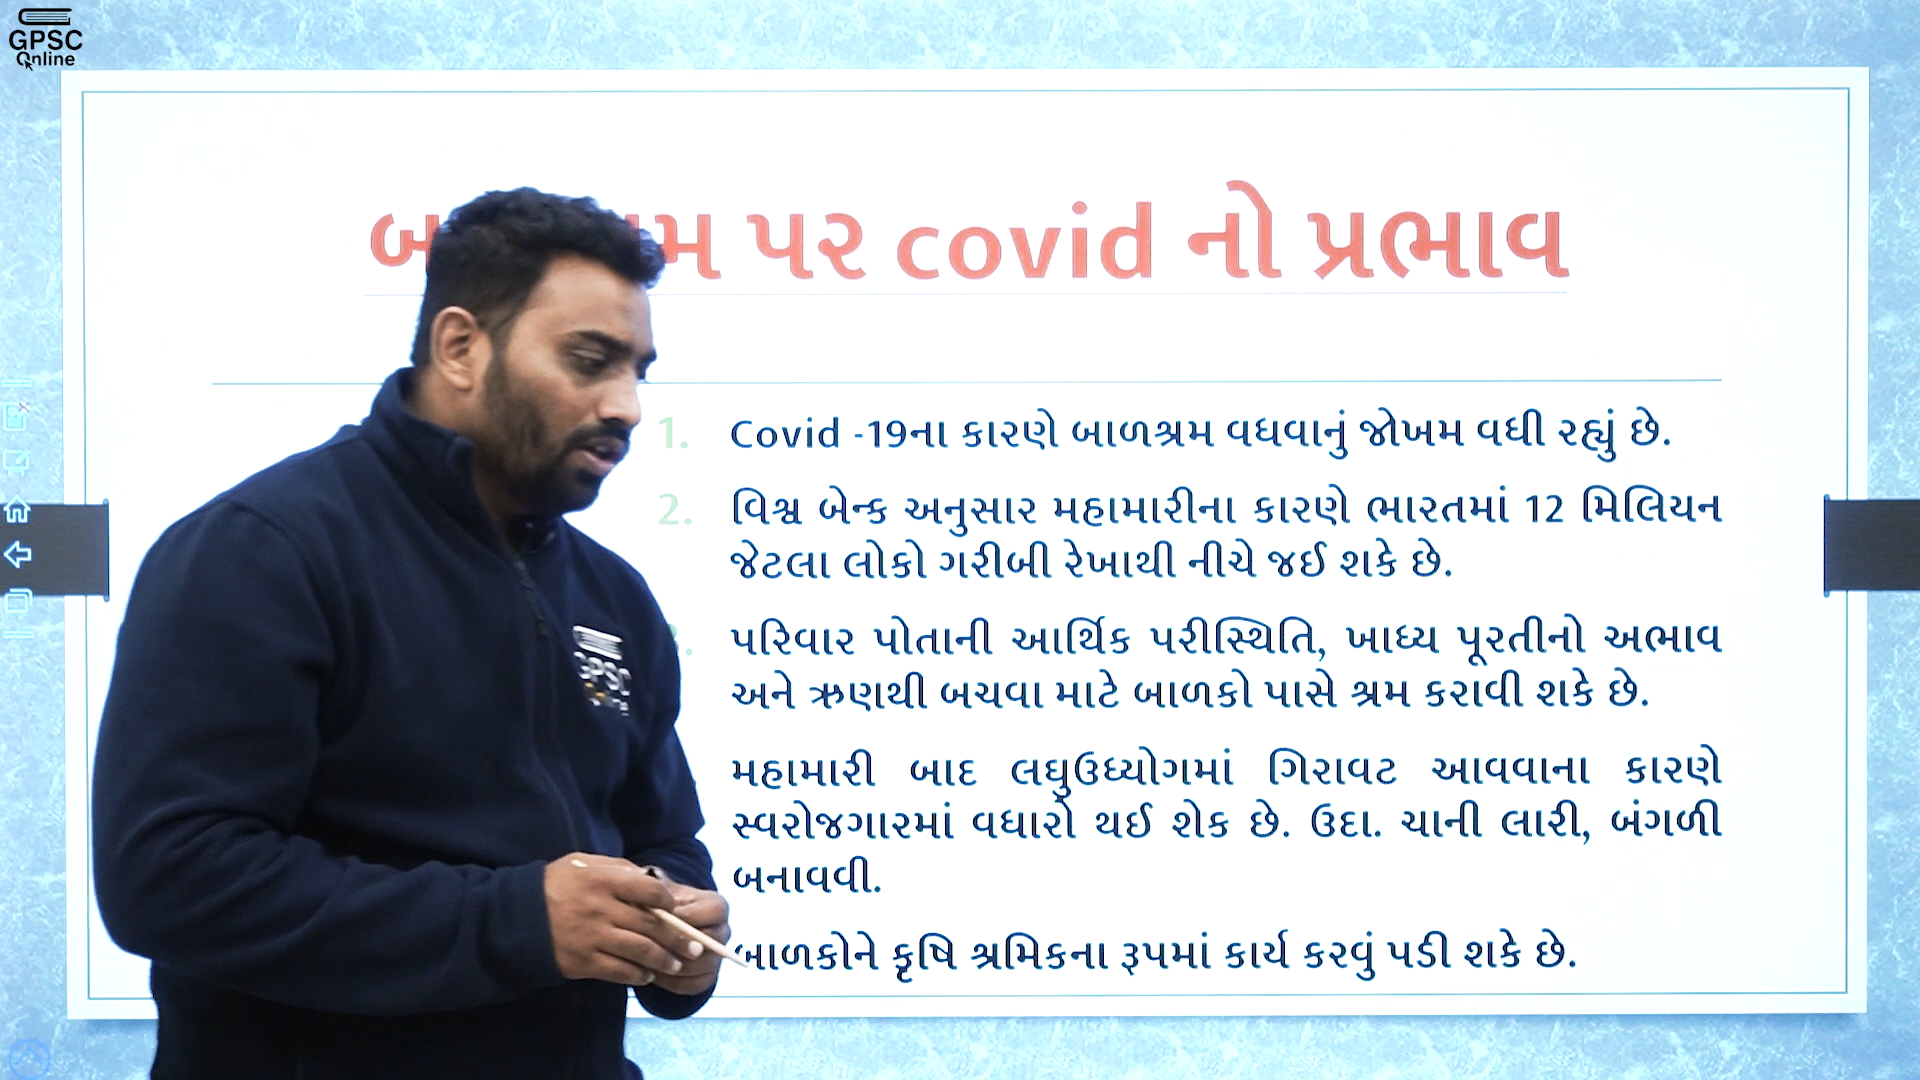 GPSC
Online
પર covid નો પ્રભાવ
1. Covid -19ના કારણે બાળશ્રમ વધવાનું જોખમ વધી રહ્યું છે.
2. વિશ્વ બેન્ક અનુસાર મહામારીના કારણે ભારતમાં 12 મિલિયન
જેટલા લોકો ગરીબી રેખાથી નીચે જઈ શકે છે.
પરિવાર પોતાની આર્થિક પરીસ્થિતિ, ખાધ્ય પૂરતીનો અભાવ
અને ઋણથી બચવા માટે બાળકો પાસે શ્રમ કરાવી શકે છે.
મહામારી બાદ લઘુઉધ્યોગમાં ગિરાવટ આવવાના કારણે
સ્વરોજગારમાં વધારો થઈ શેક છે. ઉદા. ચાની લારી, બંગળી
બનાવવી.
બાળકોને કૃષિ શ્રમિકના રૂપમાં કાર્ય કરવું પડી શકે છે.
GPSC